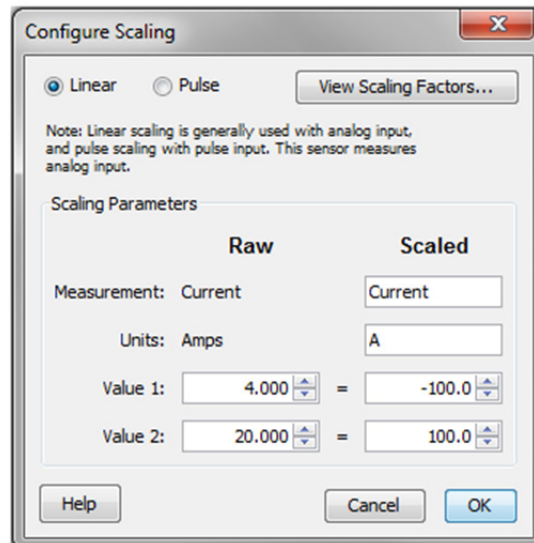 Configure Scaling
Linear Pulse View Scaling Factors...
Note: Linear scaling is generally used with analog input,
and pulse scaling with pulse input. This sensor measures
analog input.
Scaling Parameters
Raw Scaled
Measurement: Current Current
Units: Amps A
Value 1: 4.000 = -100.0
Value 2: 20.000 = 100.0
Help Cancel OK